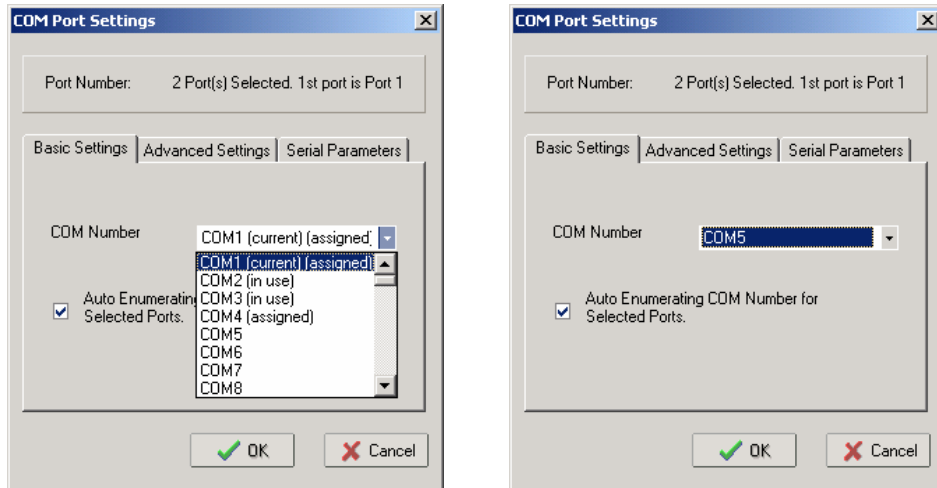 COM Port Settings
Port Number: 2 Port(s) Selected. 1st port is Port 1
Basic Settings Advanced Settings Serial Parameters
COM Number COM1 (current) (assigned)
COM1 (current) (assigned)
COM2 (in use)
Auto Enumerating COM3 (in use)
Selected Ports. COM4 (assigned)
COM5
COM6
COM7
COM8
OK Cancel
COM Port Settings
Port Number: 2 Port(s) Selected. 1st port is Port 1
Basic Settings Advanced Settings Serial Parameters
COM Number COM5
Auto Enumerating COM Number for
Selected Ports.
OK Cancel